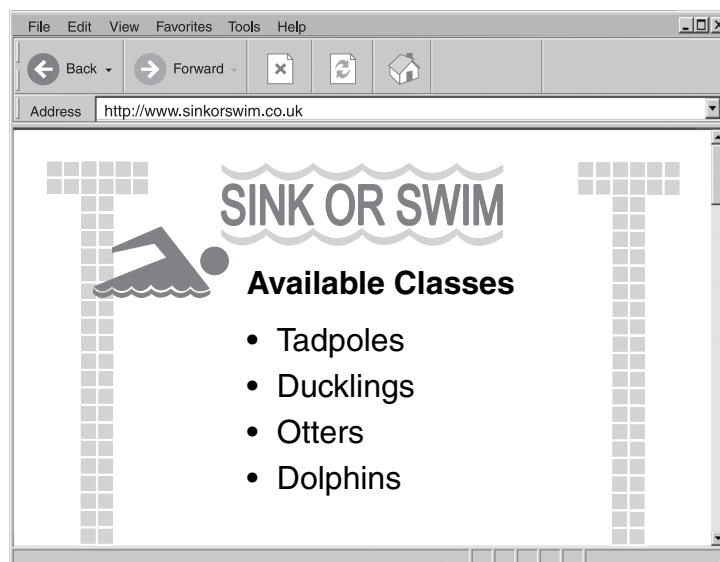 File Edit View Favorites Tools Help
Back Forward
Address http://www.sinkorswim.co.uk
SINK OR SWIM
Available Classes
• Tadpoles
• Ducklings
• Otters
• Dolphins